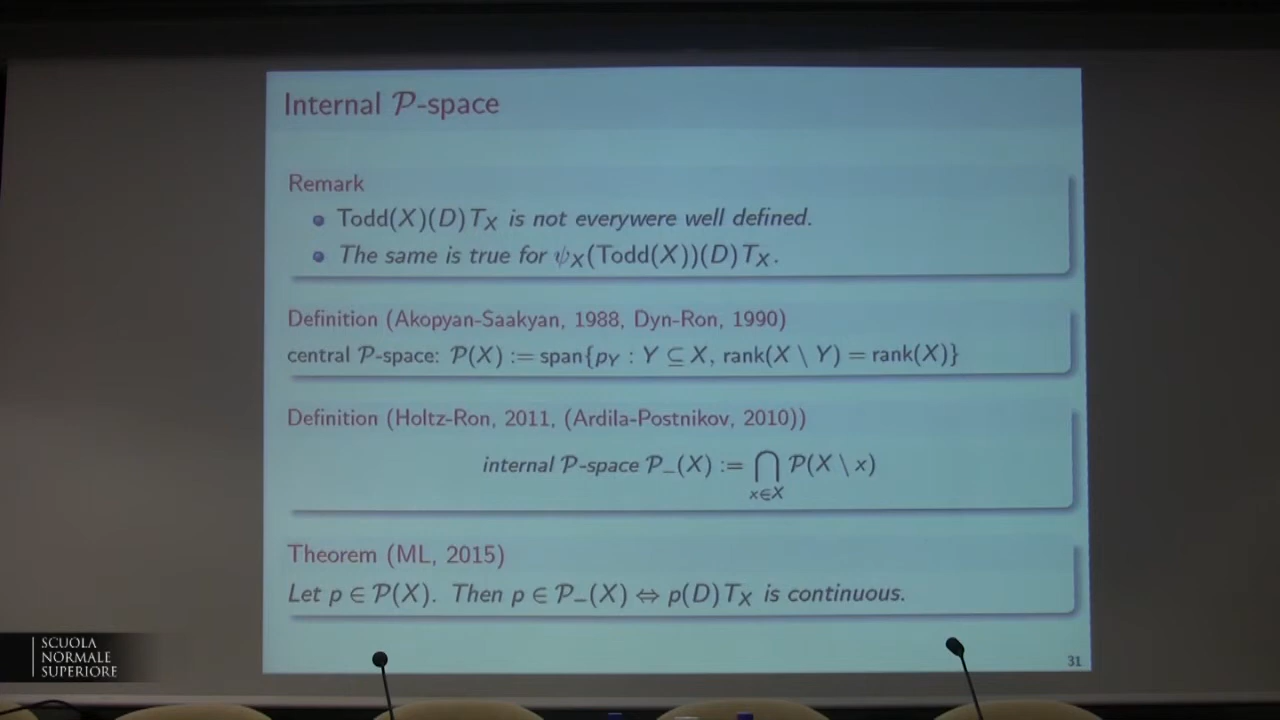 Internal 𝒫-space
Remark
Todd(X)(D)T_X is not everywere well defined.
The same is true for ψ_X(Todd(X))(D)T_X.
Definition (Akopyan-Saakyan, 1988, Dyn-Ron, 1990)
central 𝒫-space: 𝒫(X) := span{p_Y : Y ⊆ X, rank(X \ Y) = rank(X)}
Definition (Holtz-Ron, 2011, (Ardila-Postnikov, 2010))
internal 𝒫-space 𝒫_−(X) := ⋂ 𝒫(X \ x)
x∈X
Theorem (ML, 2015)
Let p ∈ 𝒫(X). Then p ∈ 𝒫_−(X) ⇔ p(D)T_X is continuous.
31
SCUOLA
NORMALE
SUPERIORE